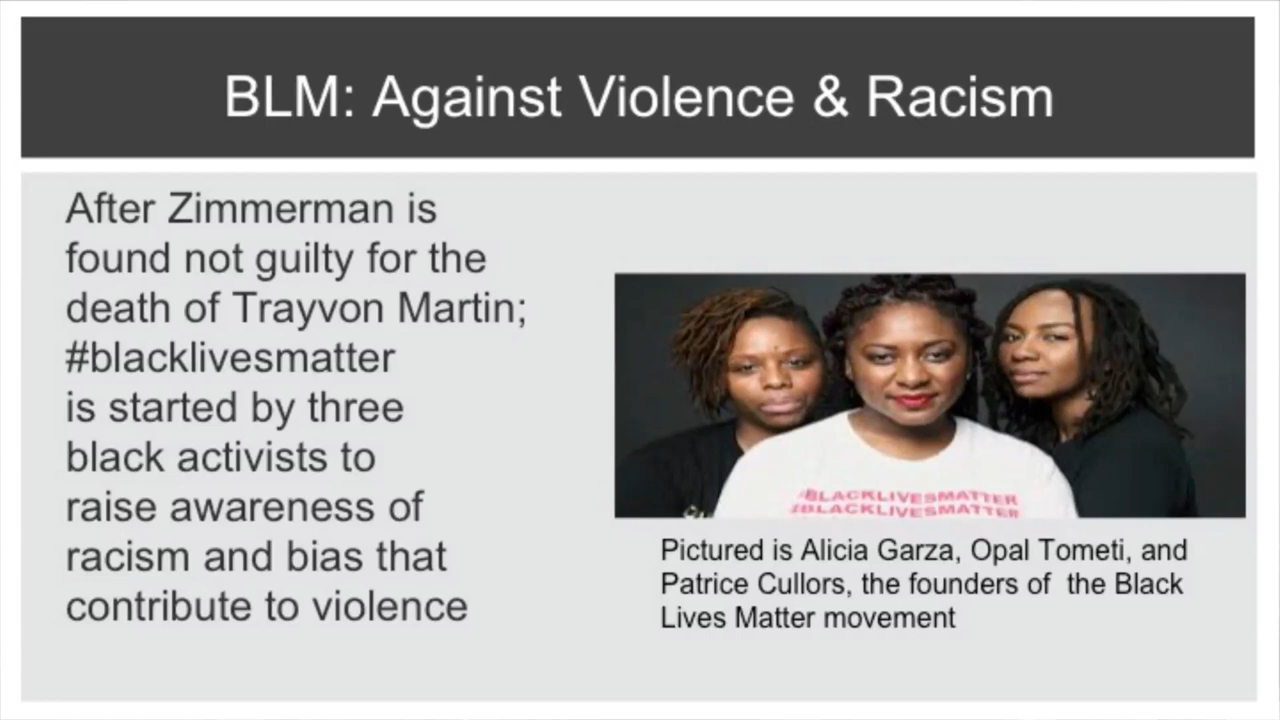 BLM: Against Violence & Racism
After Zimmerman is
found not guilty for the
death of Trayvon Martin;
#blacklivesmatter
is started by three
black activists to
raise awareness of
racism and bias that
contribute to violence
#BLACKLIVESMATTER
#BLACKLIVESMATTER
Pictured is Alicia Garza, Opal Tometi, and
Patrice Cullors, the founders of  the Black
Lives Matter movement